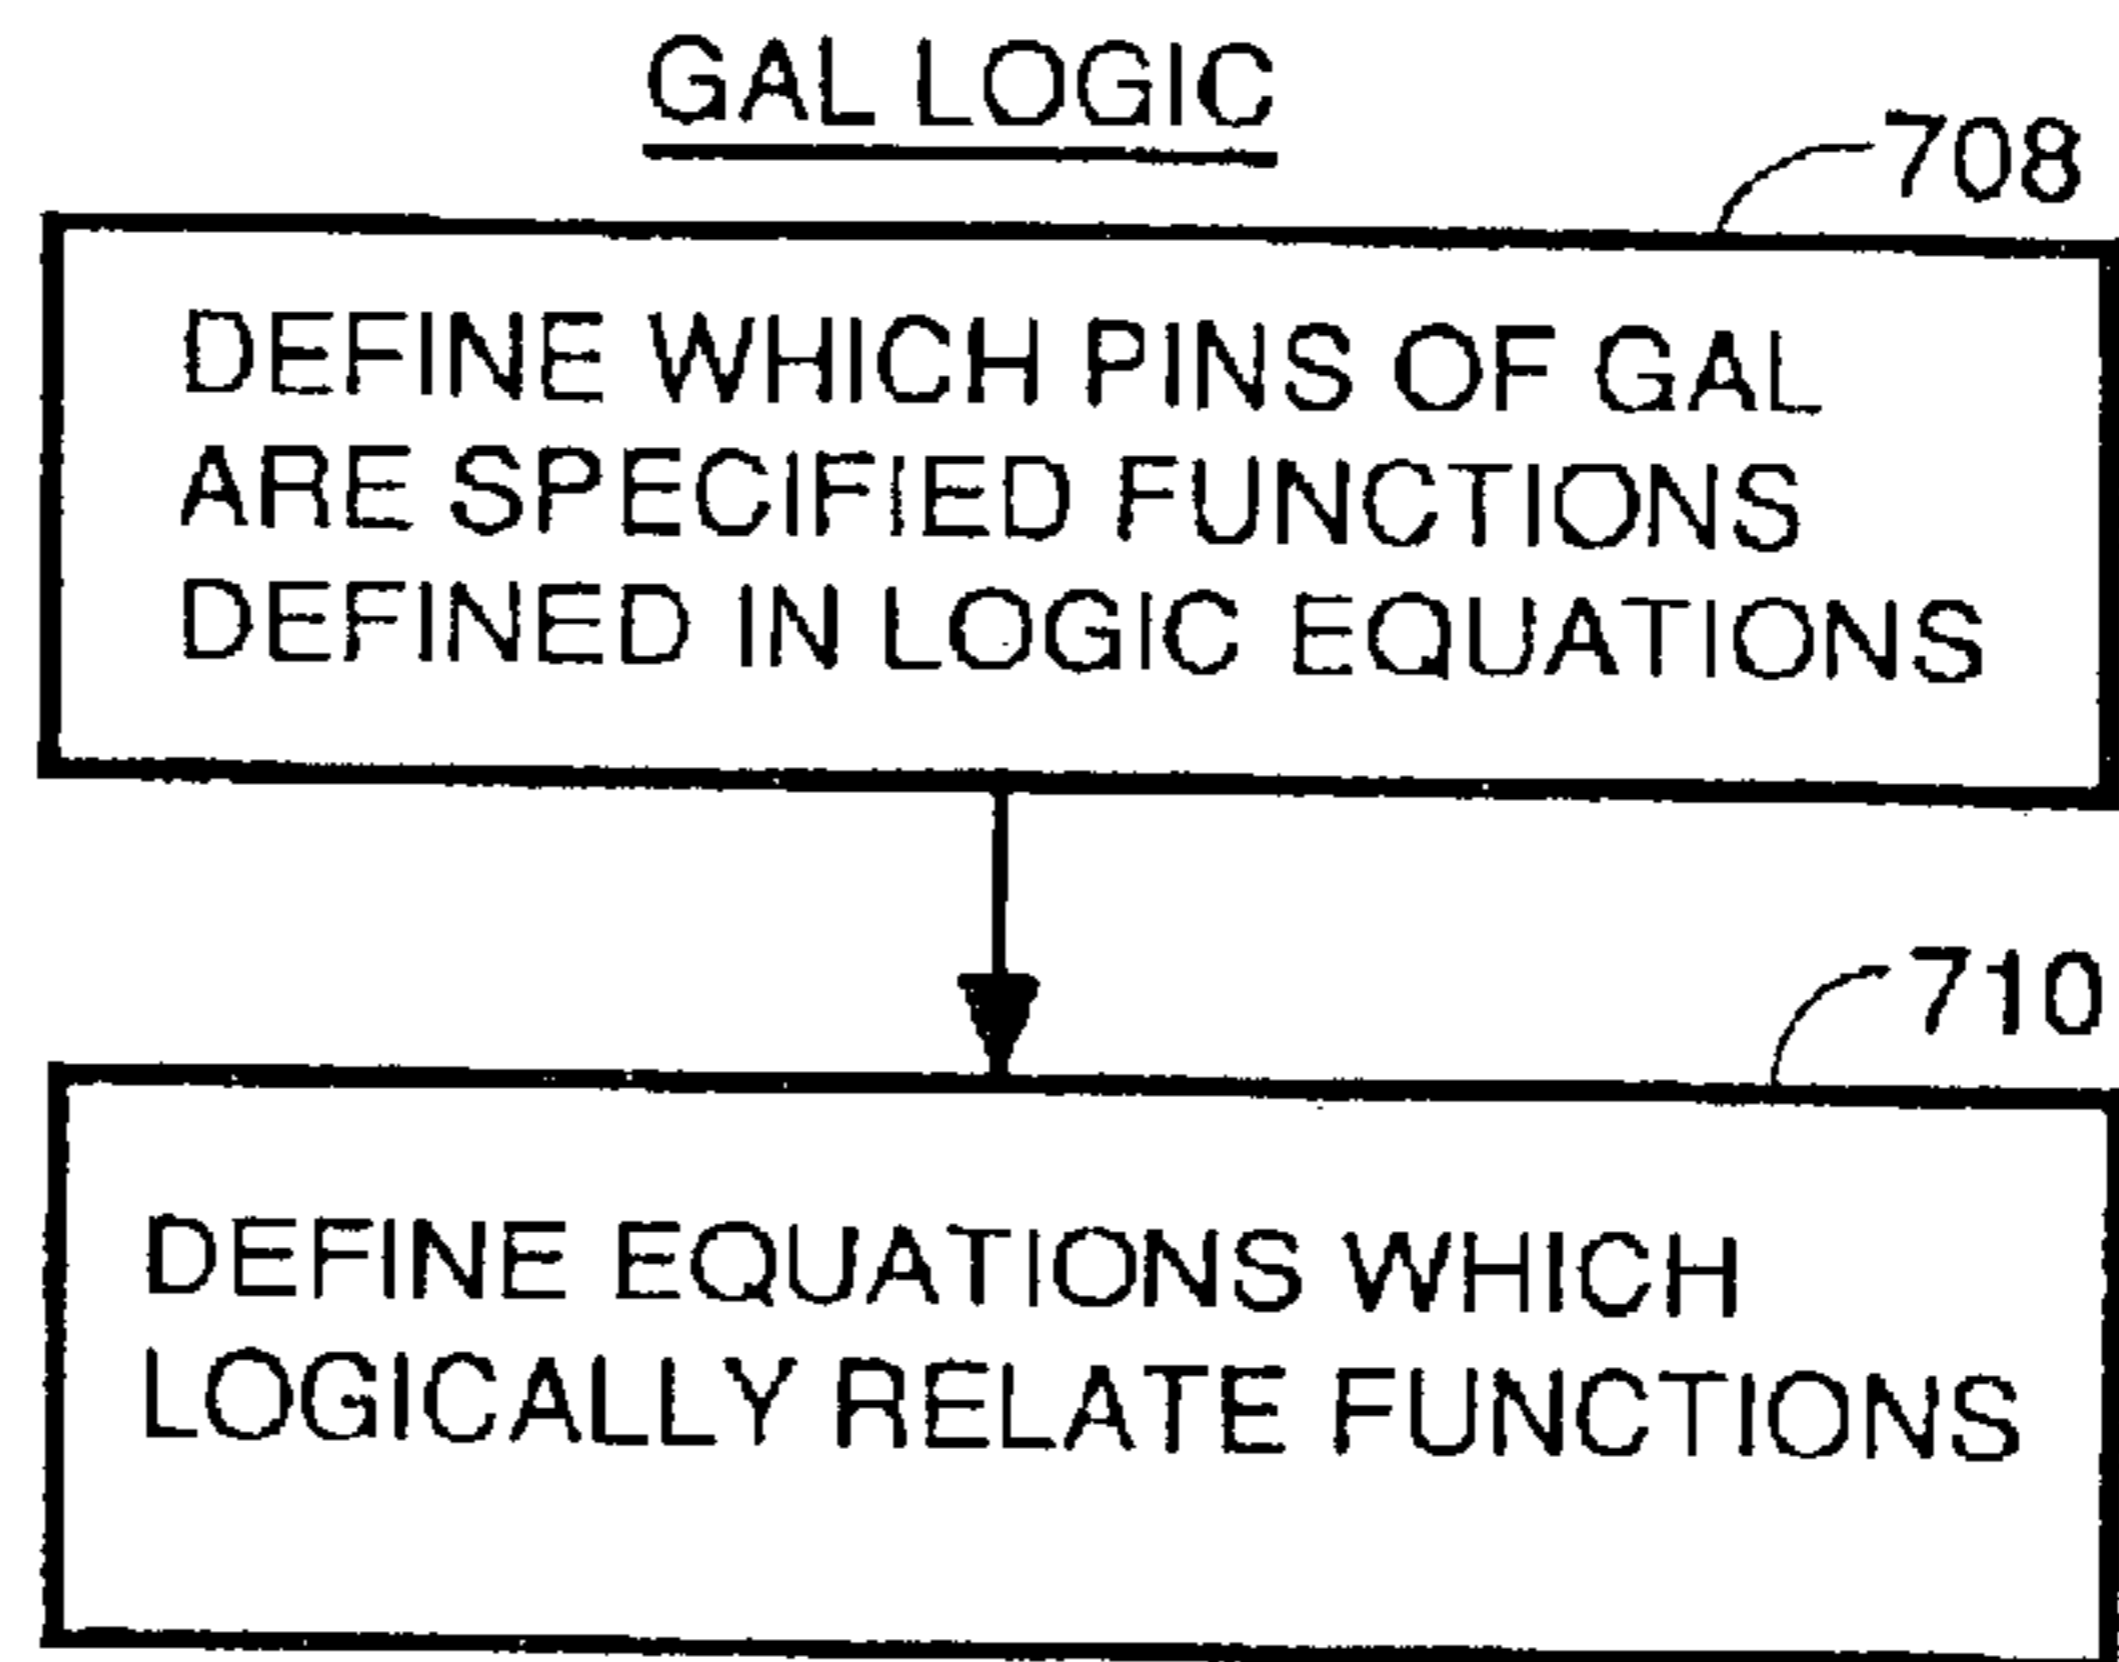 GAL LOGIC
708
DEFINE WHICH PINS OF GAL
ARE SPECIFIED FUNCTIONS
DEFINED IN LOGIC EQUATIONS
710
DEFINE EQUATIONS WHICH
LOGICALLY RELATE FUNCTIONS